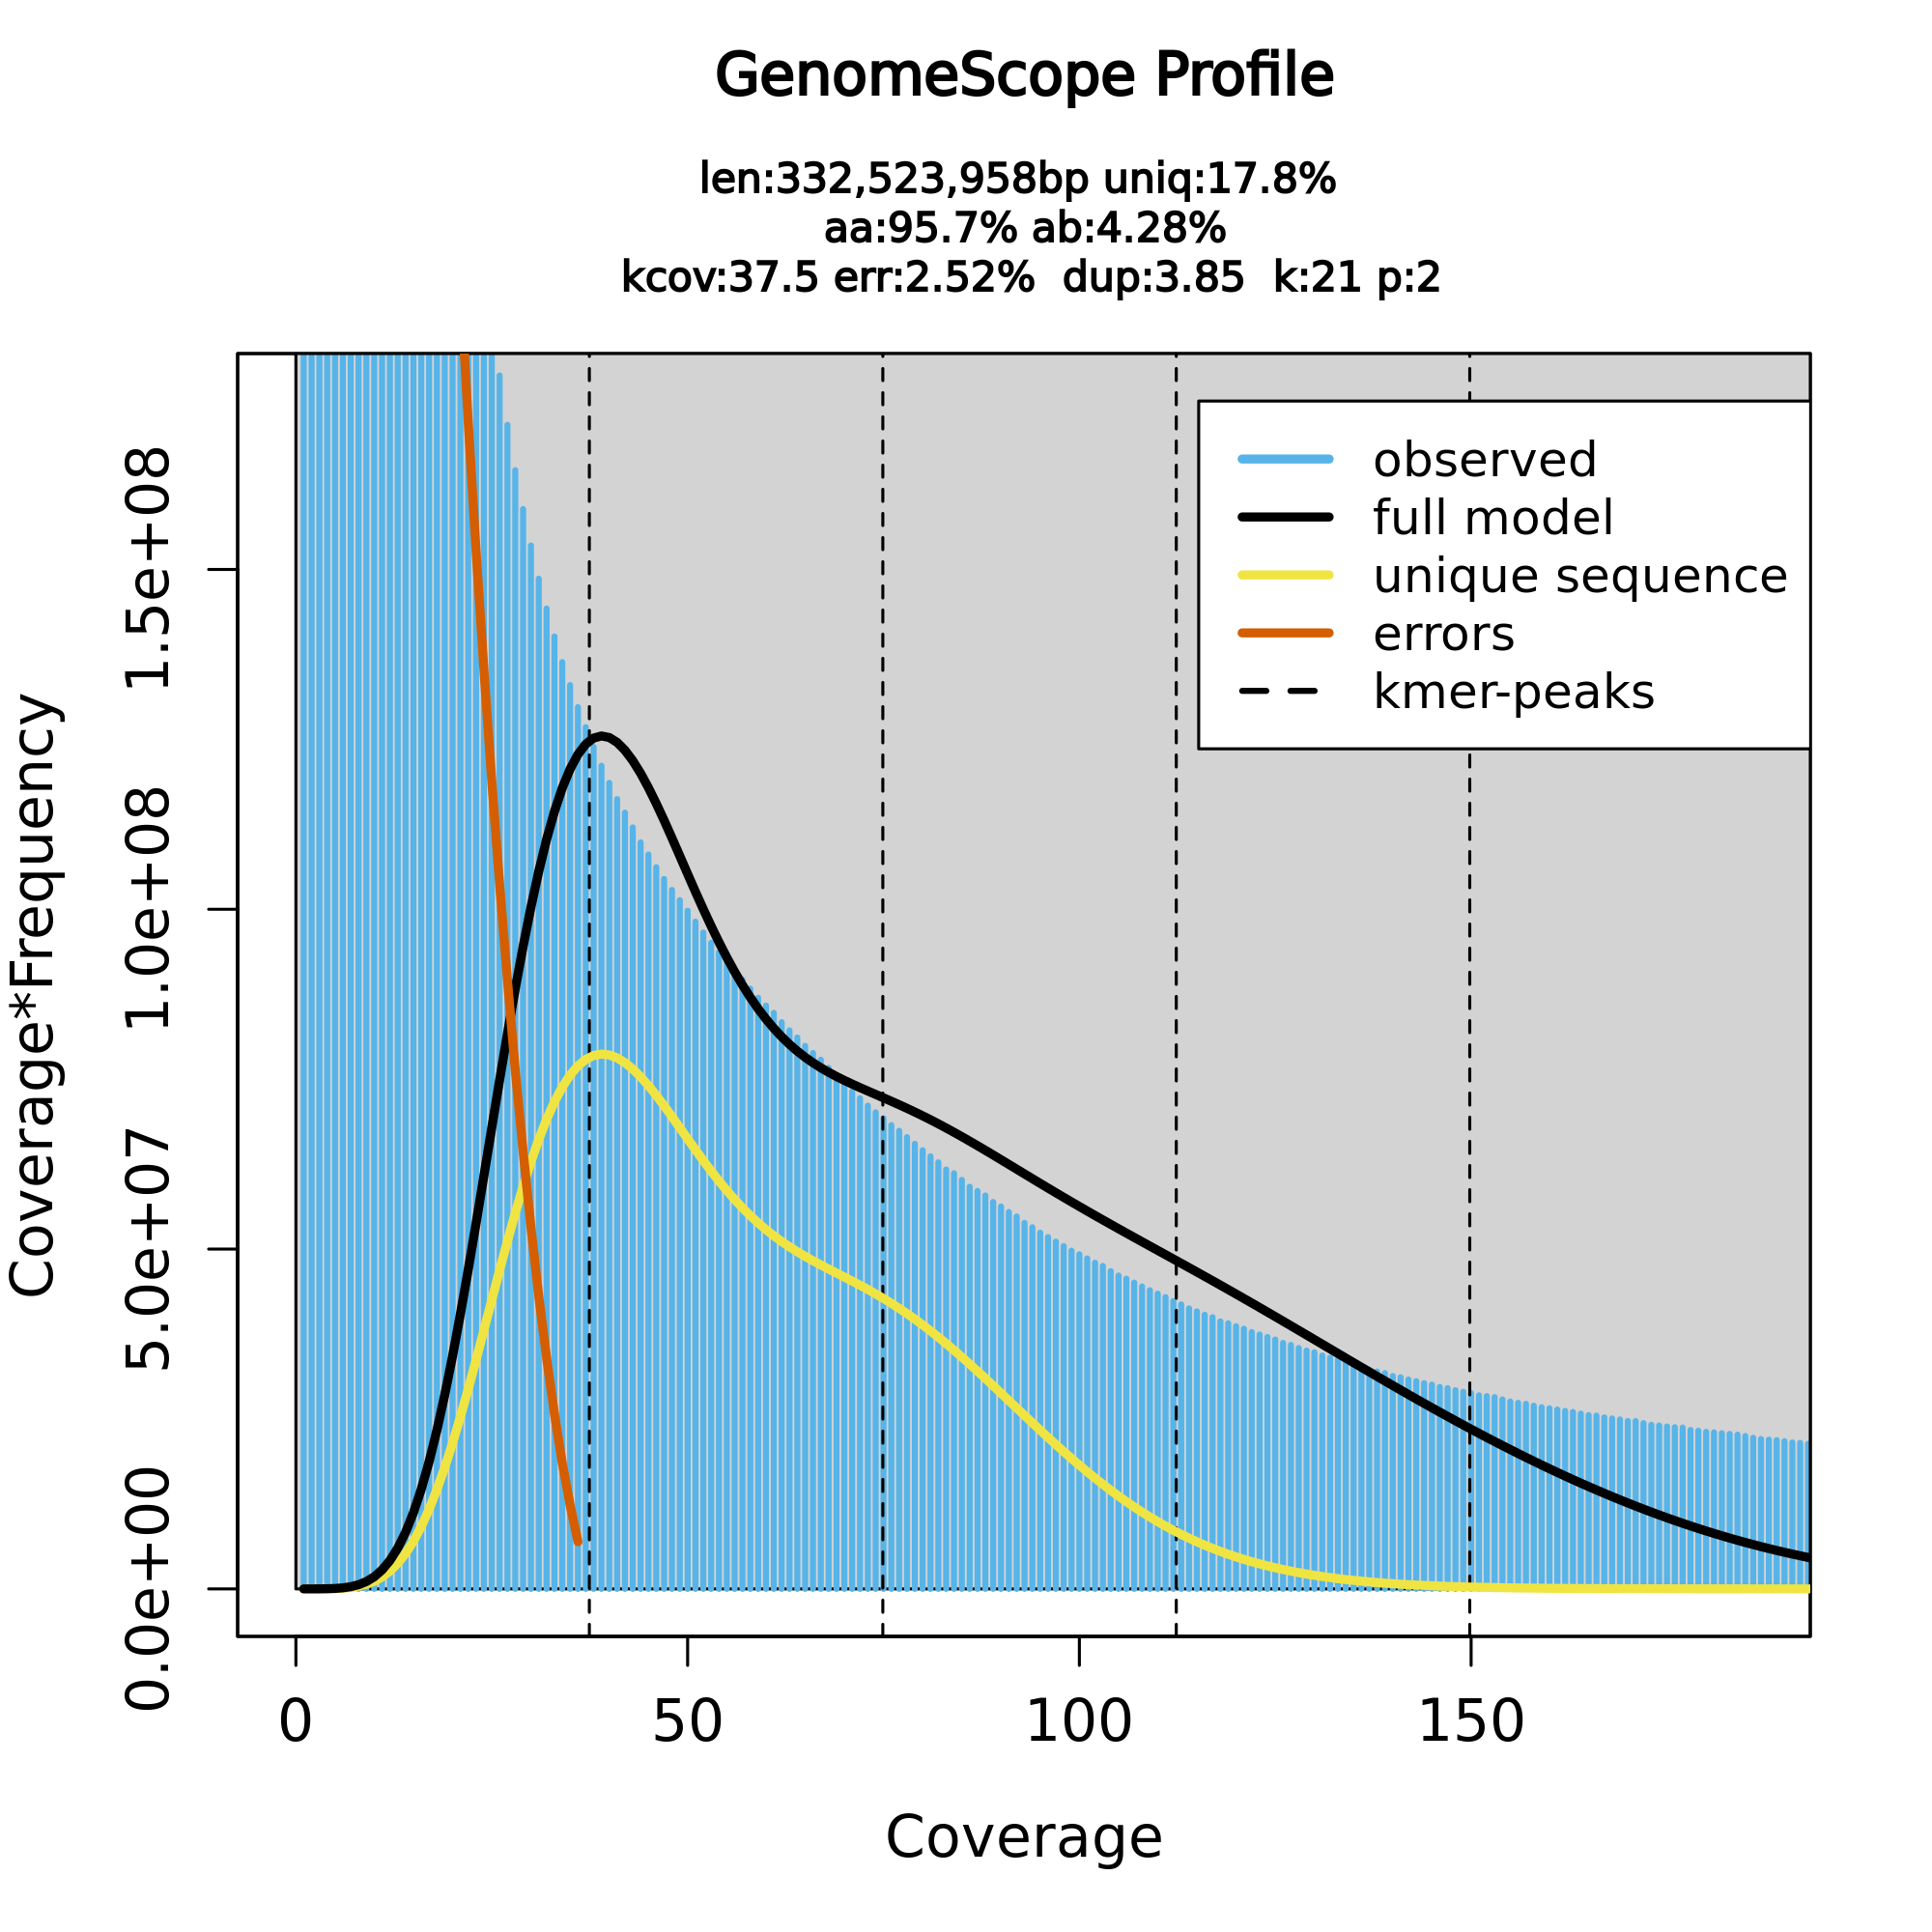 GenomeScope Profile
len:332,523,958bp uniq:17.8%
aa:95.7% ab:4.28%
kcov:37.5 err:2.52%  dup:3.85  k:21 p:2
observed
full model
unique sequence
errors
kmer-peaks
Coverage*Frequency
0.0e+00
5.0e+07
1.0e+08
1.5e+08
0
50
100
150
Coverage